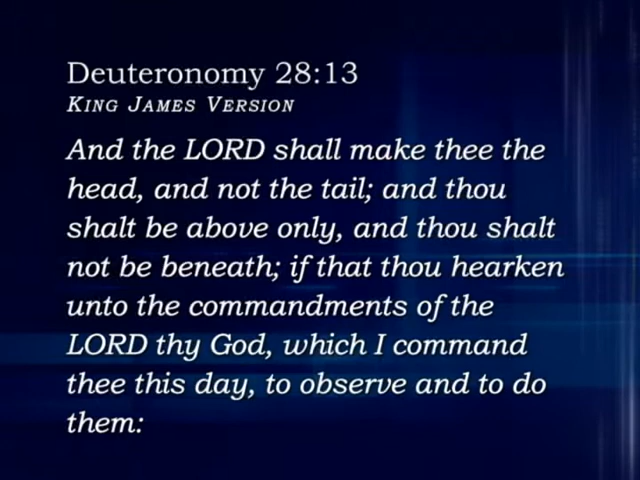 Deuteronomy 28:13
King James Version
And the LORD shall make thee the
head, and not the tail; and thou
shalt be above only, and thou shalt
not be beneath; if that thou hearken
unto the commandments of the
LORD thy God, which I command
thee this day, to observe and to do
them: